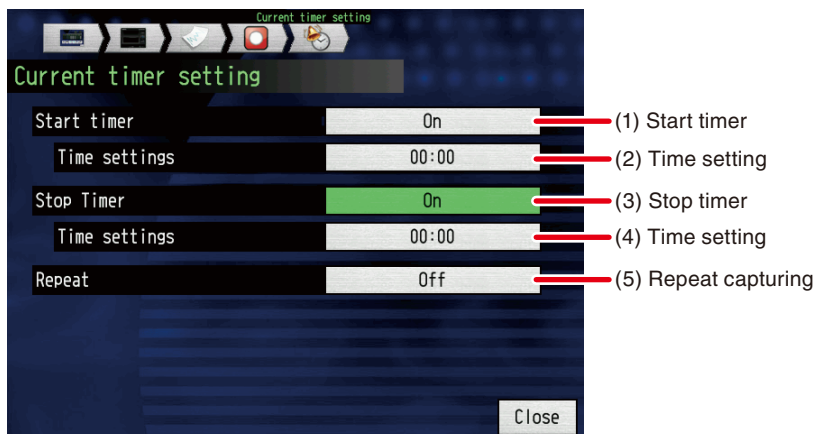 Current timer setting
Current timer setting
Start timer On (1) Start timer
Time settings 00:00 (2) Time setting
Stop Timer On (3) Stop timer
Time settings 00:00 (4) Time setting
Repeat Off (5) Repeat capturing
Close